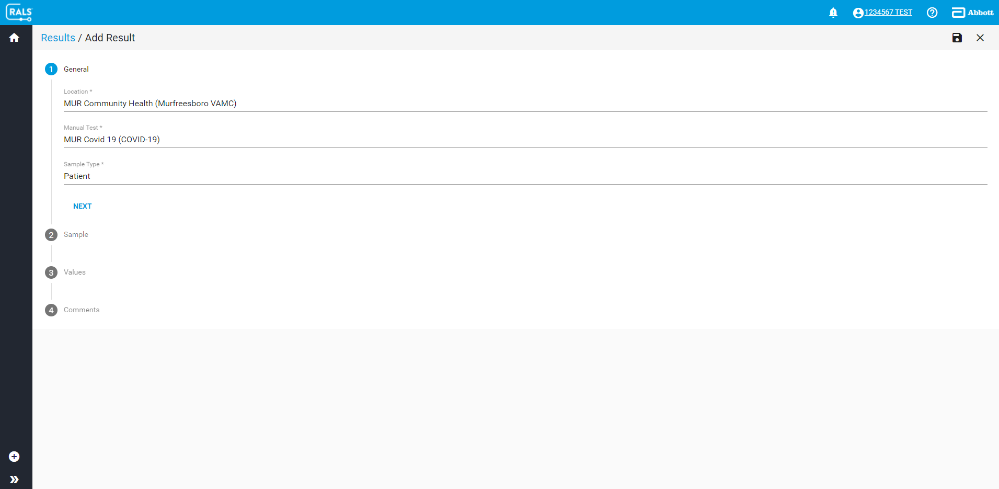 RALS
1234567 TEST
Abbott
Results / Add Result
1 General
Location *
MUR Community Health (Murfreesboro VAMC)
Manual Test *
MUR Covid 19 (COVID-19)
Sample Type *
Patient
NEXT
2 Sample
3 Values
4 Comments